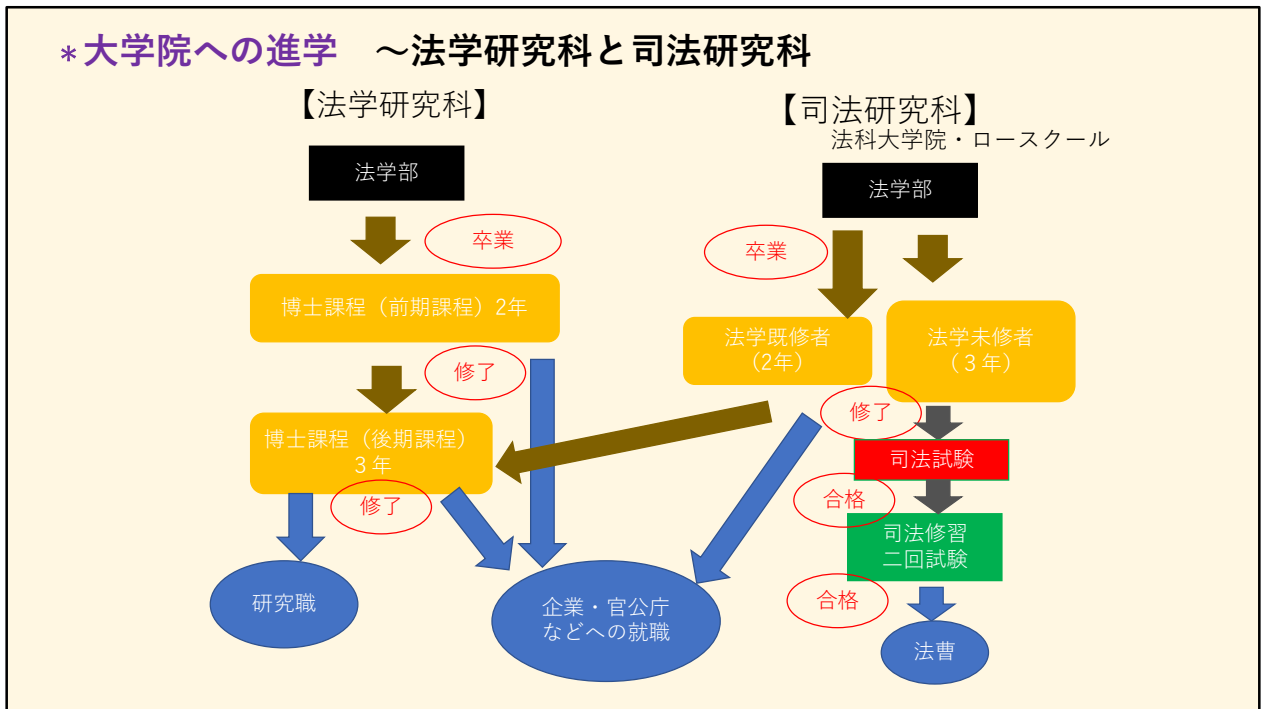 *大学院への進学　～法学研究科と司法研究科
【法学研究科】
法学部
卒業
博士課程（前期課程）2年
修了
博士課程（後期課程）
３年
修了
研究職
企業・官公庁
などへの就職
【司法研究科】
法科大学院・ロースクール
法学部
卒業
法学既修者
（2年）
法学未修者
（３年）
修了
司法試験
合格
司法修習
二回試験
合格
法曹